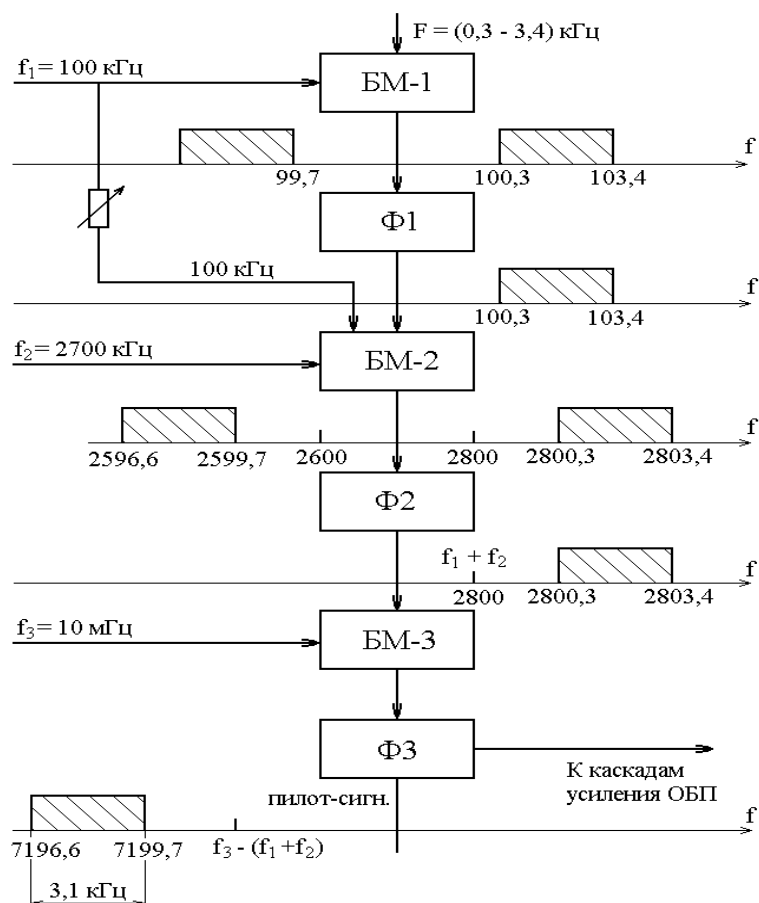 F = (0,3 - 3,4) кГц
f₁= 100 кГц
БМ-1
f
99,7
100,3
103,4
Ф1
100 кГц
f
100,3
103,4
f₂= 2700 кГц
БМ-2
f
2596,6
2599,7
2600
2800
2800,3
2803,4
Ф2
f₁ + f₂
f
2800
2800,3
2803,4
f₃= 10 мГц
БМ-3
Ф3
К каскадам
усиления ОБП
пилот-сигн.
f
7196,6
7199,7
f₃ - (f₁ +f₂)
3,1 кГц